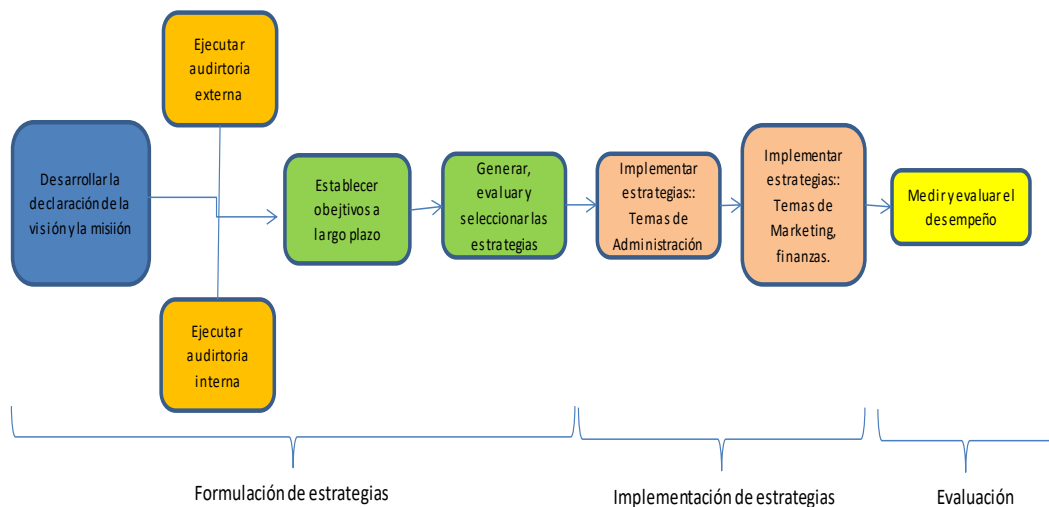 Ejecutar
audirtoria
externa
Desarrollar la
declaración de la
visión y la misiión
Establecer
obejtivos a
largo plazo
Generar,
evaluar y
seleccionar las
estrategias
Implementar
estrategias::
Temas de
Administración
Implementar
estrategias::
Temas de
Marketing,
finanzas.
Medir y evaluar el
desempeño
Ejecutar
audirtoria
interna
Formulación de estrategias
Implementación de estrategias
Evaluación